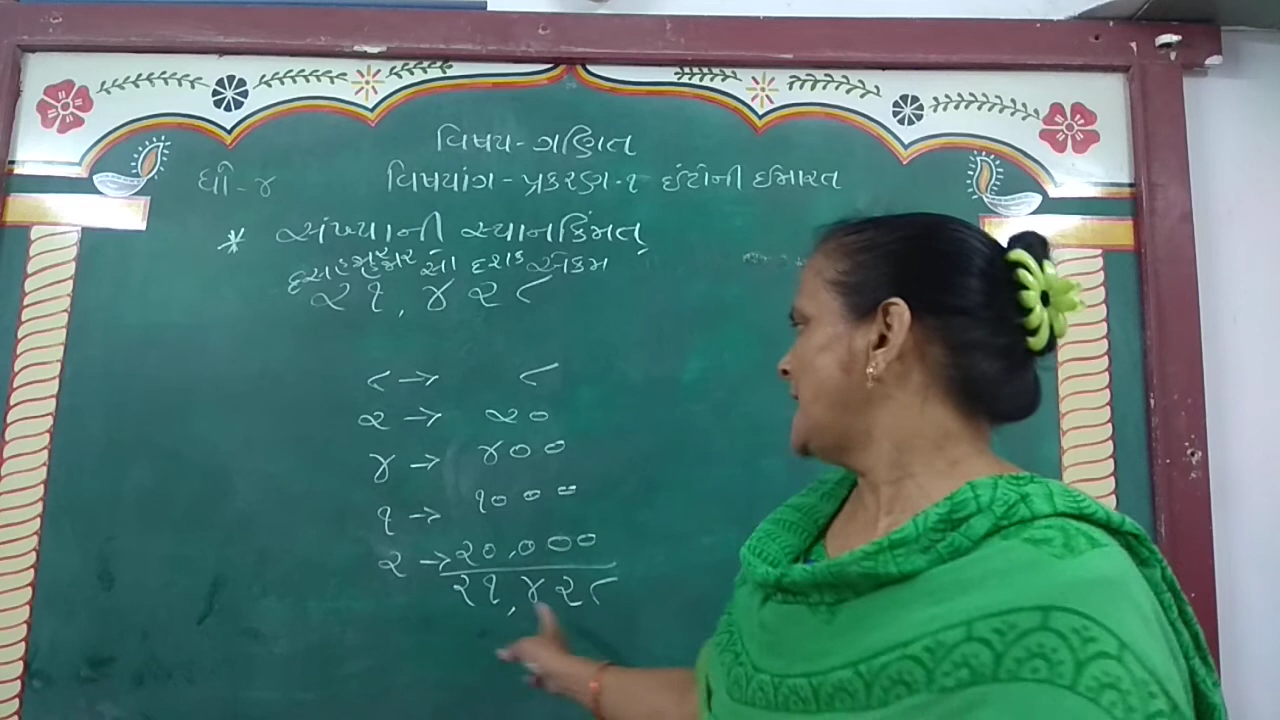 વિષય - ગણિત
ધો - ૪
વિષયાંગ - પ્રકરણ - ૧ ઈંટોની ઈમારત
* સંખ્યાની સ્થાનકિંમત
દસહજાર હજાર સો દશક એકમ
૨૧,૪૨૮
૮ → ૮
૨ → ૨૦
૪ → ૪૦૦
૧ → ૧૦૦૦
૨ → ૨૦,૦૦૦
૨૧,૪૨૮